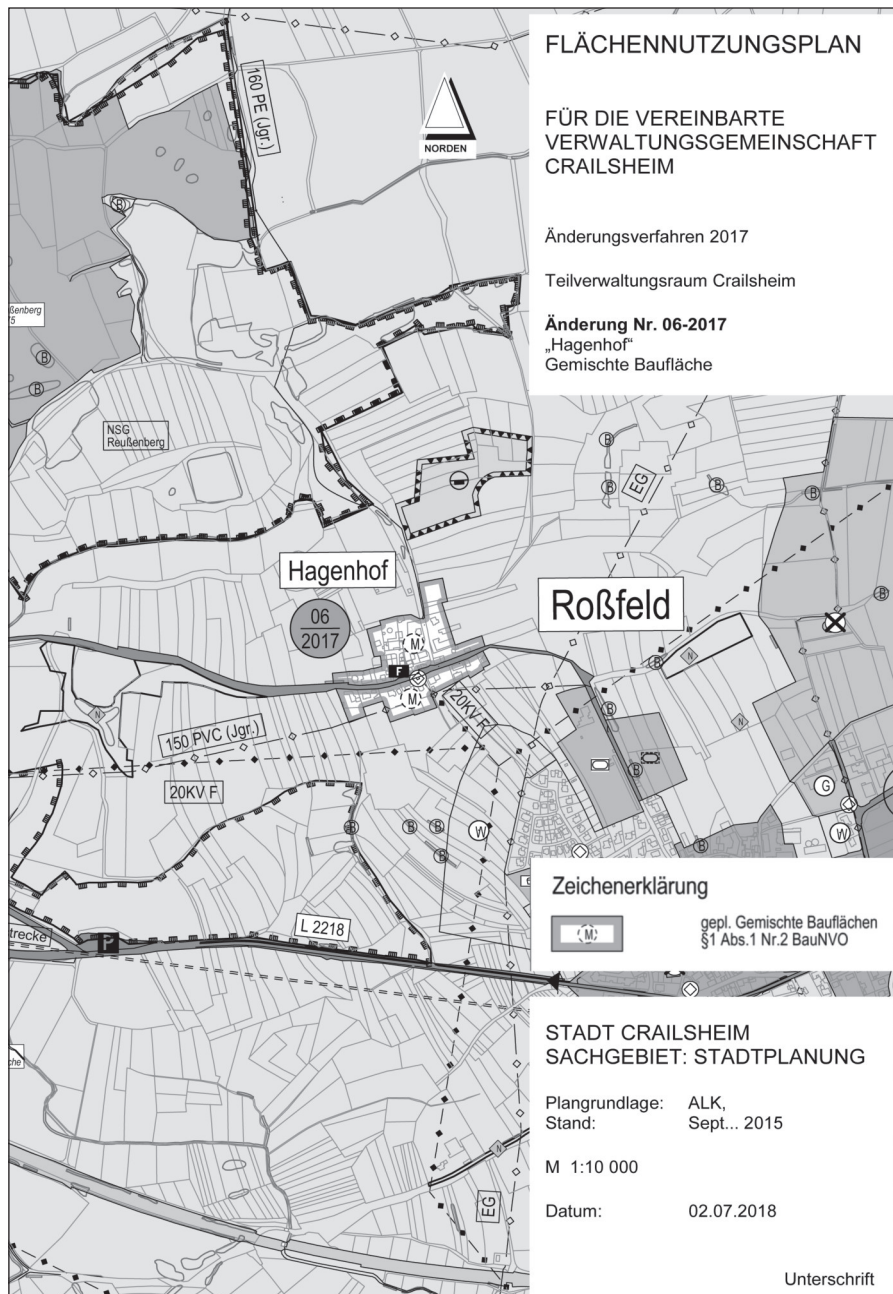 FLÄCHENNUTZUNGSPLAN
FÜR DIE VEREINBARTE
VERWALTUNGSGEMEINSCHAFT
CRAILSHEIM
Änderungsverfahren 2017
Teilverwaltungsraum Crailsheim
Änderung Nr. 06-2017
„Hagenhof“
Gemischte Baufläche
NORDEN
160 PE (Jgr.)
B
B
B
NSG
Reußenberg
EG
B
B
B
B
Hagenhof
06
2017
Roßfeld
M
F
M
N
B
B
N
N
B
20KV F
150 PVC (Jgr.)
20KV F
G
W
W
B
B
B
B
B
B
P
L 2218
trecke
Zeichenerklärung
M
gepl. Gemischte Bauflächen
§1 Abs.1 Nr.2 BauNVO
STADT CRAILSHEIM
SACHGEBIET: STADTPLANUNG
Plangrundlage: ALK,
Stand: Sept... 2015
M 1:10 000
Datum: 02.07.2018
N
EG
Unterschrift